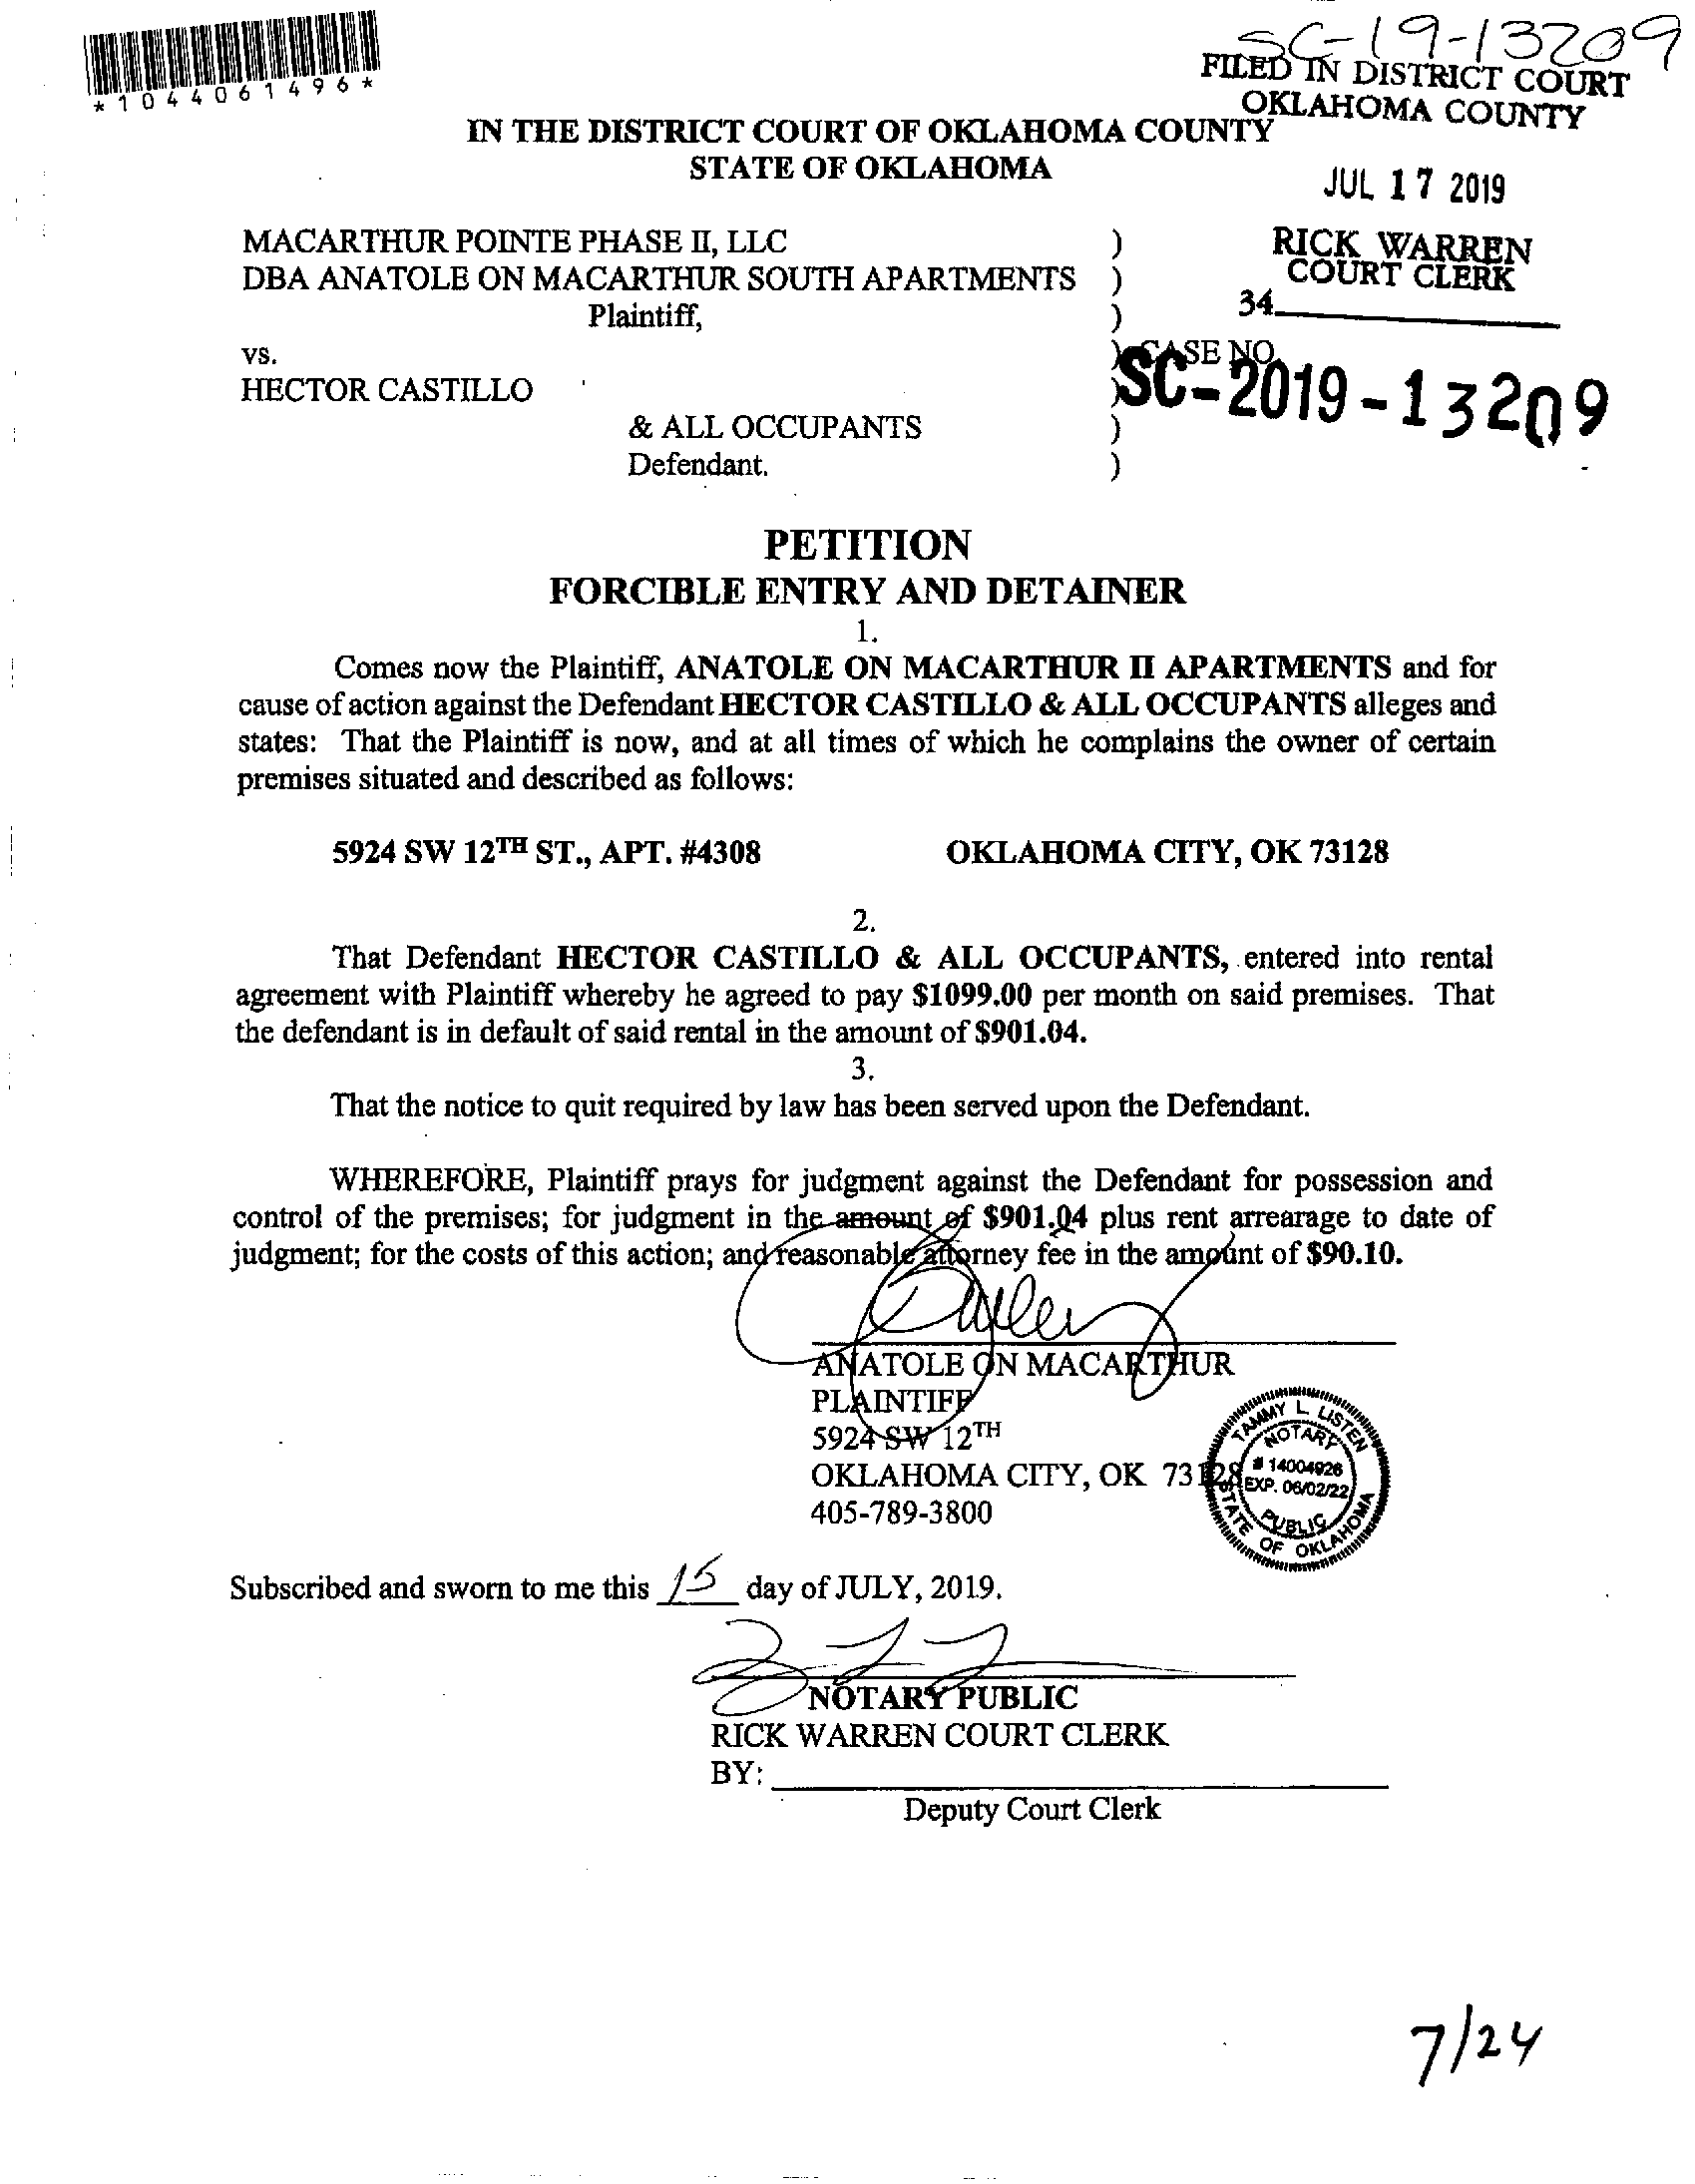 SC-19-13209
*1044061496*
FILED IN DISTRICT COURT
OKLAHOMA COUNTY
IN THE DISTRICT COURT OF OKLAHOMA COUNTY
STATE OF OKLAHOMA
JUL 17 2019
MACARTHUR POINTE PHASE II, LLC )
RICK WARREN
COURT CLERK
DBA ANATOLE ON MACARTHUR SOUTH APARTMENTS )
34
Plaintiff, )
vs. ) CASE NO.
SC-2019-13209
HECTOR CASTILLO )
& ALL OCCUPANTS )
Defendant. )
PETITION
FORCIBLE ENTRY AND DETAINER
1.
Comes now the Plaintiff, ANATOLE ON MACARTHUR II APARTMENTS and for
cause of action against the Defendant HECTOR CASTILLO & ALL OCCUPANTS alleges and
states: That the Plaintiff is now, and at all times of which he complains the owner of certain
premises situated and described as follows:
5924 SW 12TH ST., APT. #4308 OKLAHOMA CITY, OK 73128
2.
That Defendant HECTOR CASTILLO & ALL OCCUPANTS, entered into rental
agreement with Plaintiff whereby he agreed to pay $1099.00 per month on said premises. That
the defendant is in default of said rental in the amount of $901.04.
3.
That the notice to quit required by law has been served upon the Defendant.
WHEREFORE, Plaintiff prays for judgment against the Defendant for possession and
control of the premises; for judgment in the amount of $901.04 plus rent arrearage to date of
judgment; for the costs of this action; and reasonable attorney fee in the amount of $90.10.
ANATOLE ON MACARTHUR
PLAINTIFF
5924 SW 12TH
OKLAHOMA CITY, OK 73128
405-789-3800
TAMMY L. LISTEN
NOTARY
# 14004926
EXP. 06/02/22
PUBLIC
STATE OF OKLAHOMA
Subscribed and sworn to me this 15 day of JULY, 2019.
NOTARY PUBLIC
RICK WARREN COURT CLERK
BY:
Deputy Court Clerk
7/24